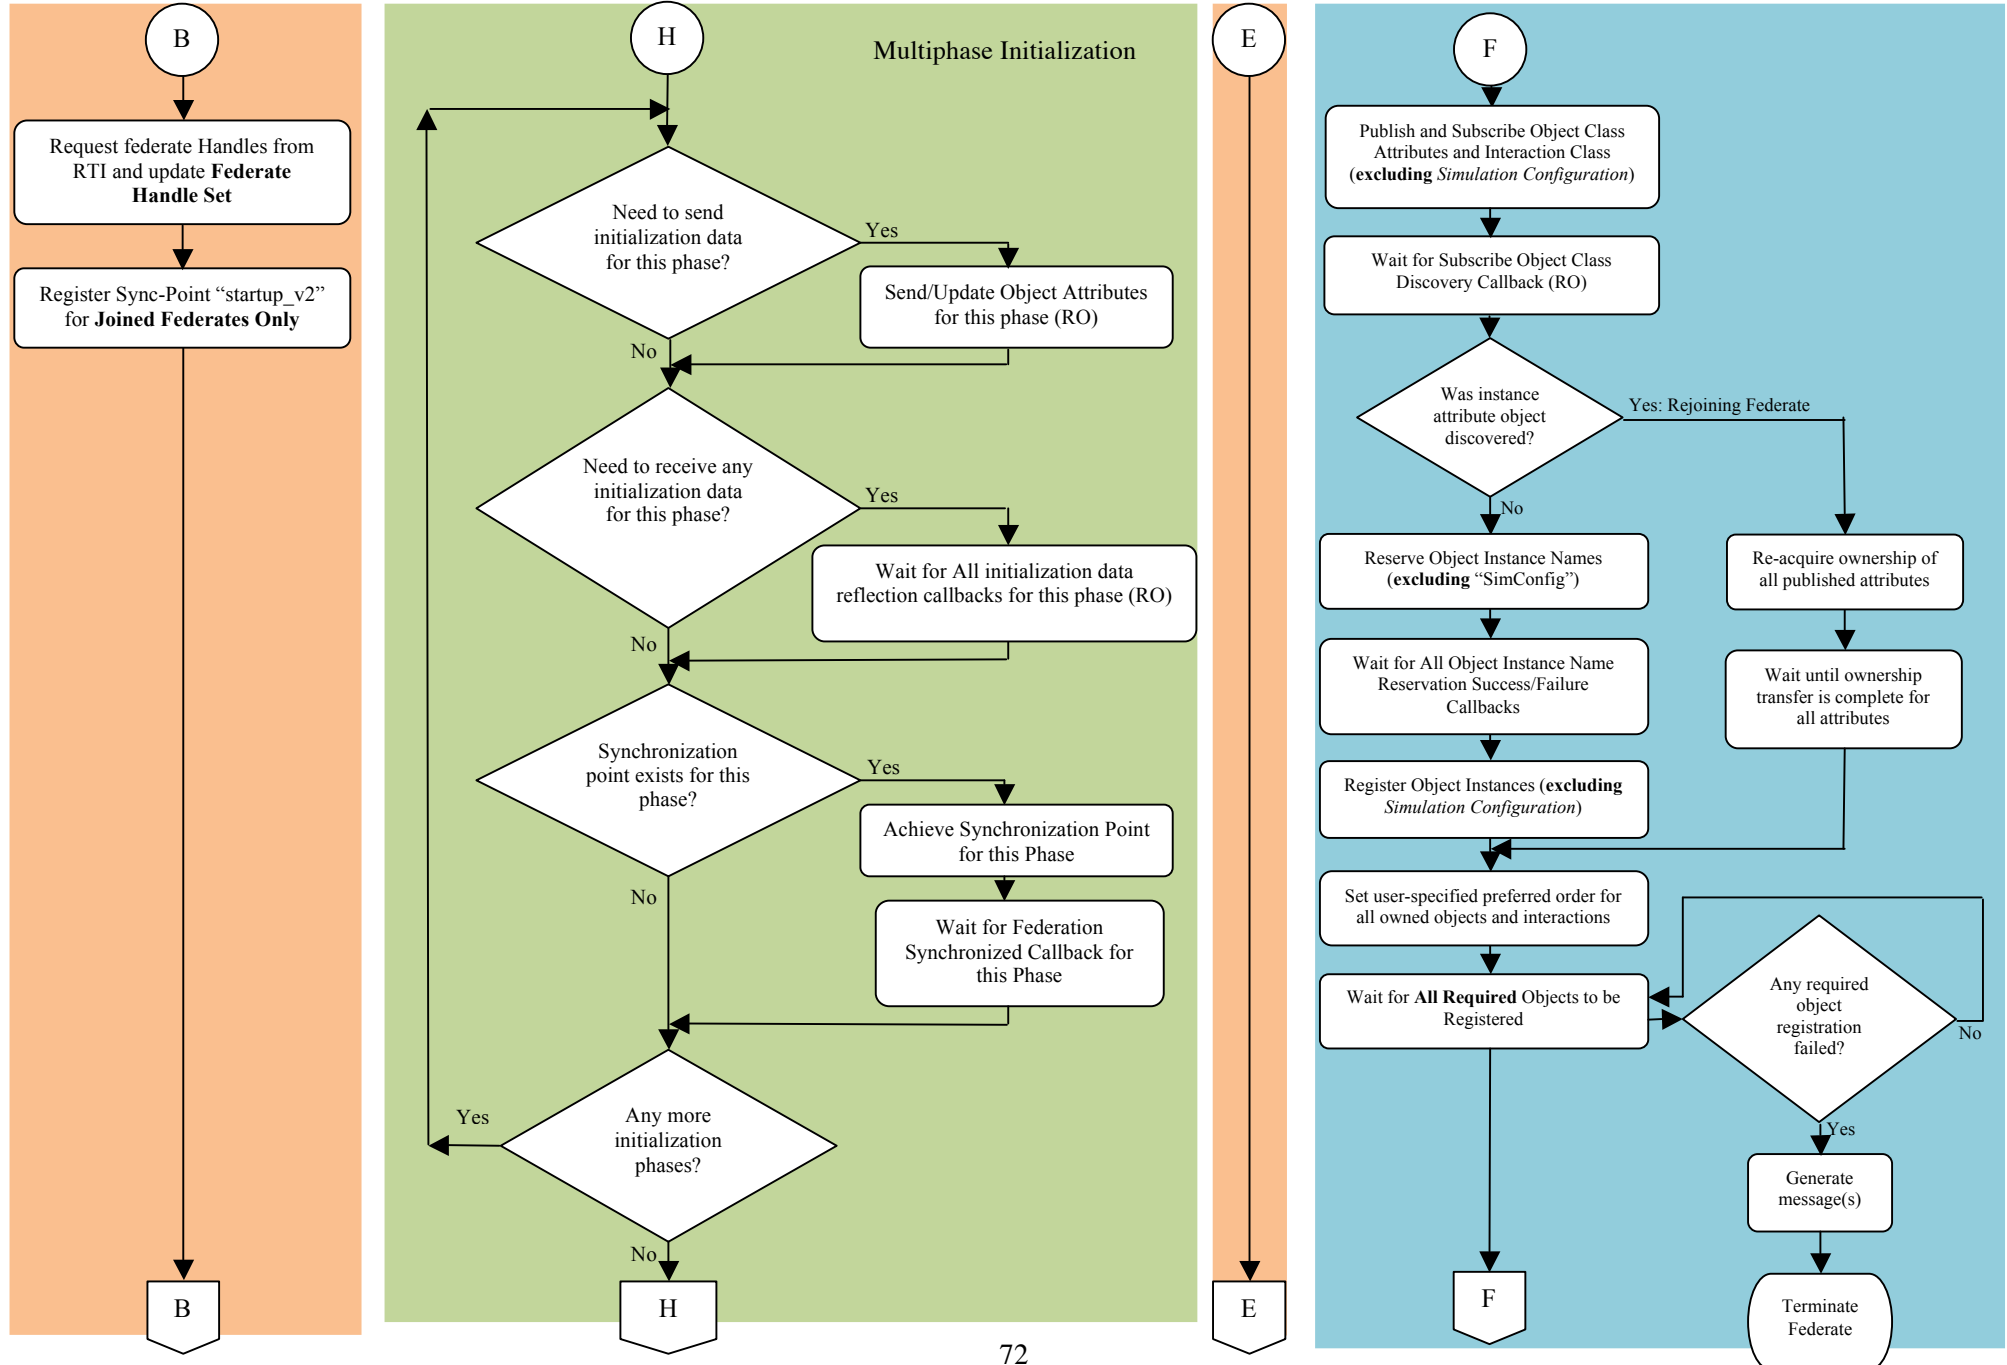 B
Request federate Handles from
RTI and update Federate
Handle Set
Register Sync-Point “startup_v2”
for Joined Federates Only
B
H
Multiphase Initialization
Need to send
initialization data
for this phase?
Yes
Send/Update Object Attributes
for this phase (RO)
No
Need to receive any
initialization data
for this phase?
Yes
Wait for All initialization data
reflection callbacks for this phase (RO)
No
Synchronization
point exists for this
phase?
Yes
Achieve Synchronization Point
for this Phase
No
Wait for Federation
Synchronized Callback for
this Phase
Yes
Any more
initialization
phases?
No
H
E
E
F
Publish and Subscribe Object Class
Attributes and Interaction Class
(excluding Simulation Configuration)
Wait for Subscribe Object Class
Discovery Callback (RO)
Was instance
attribute object
discovered?
Yes: Rejoining Federate
No
Reserve Object Instance Names
(excluding “SimConfig”)
Re-acquire ownership of
all published attributes
Wait for All Object Instance Name
Reservation Success/Failure
Callbacks
Wait until ownership
transfer is complete for
all attributes
Register Object Instances (excluding
Simulation Configuration)
Set user-specified preferred order for
all owned objects and interactions
Wait for All Required Objects to be
Registered
Any required
object
registration
failed?
No
Yes
Generate
message(s)
F
Terminate
Federate
72